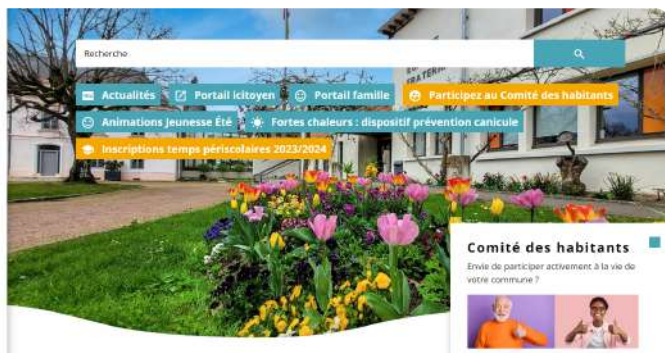 Recherche
Actualités Portail icitoyen Portail famille Participez au Comité des habitants
Animations Jeunesse Été Fortes chaleurs : dispositif prévention canicule
Inscriptions temps périscolaires 2023/2024
Comité des habitants
Envie de participer activement à la vie de
votre commune ?